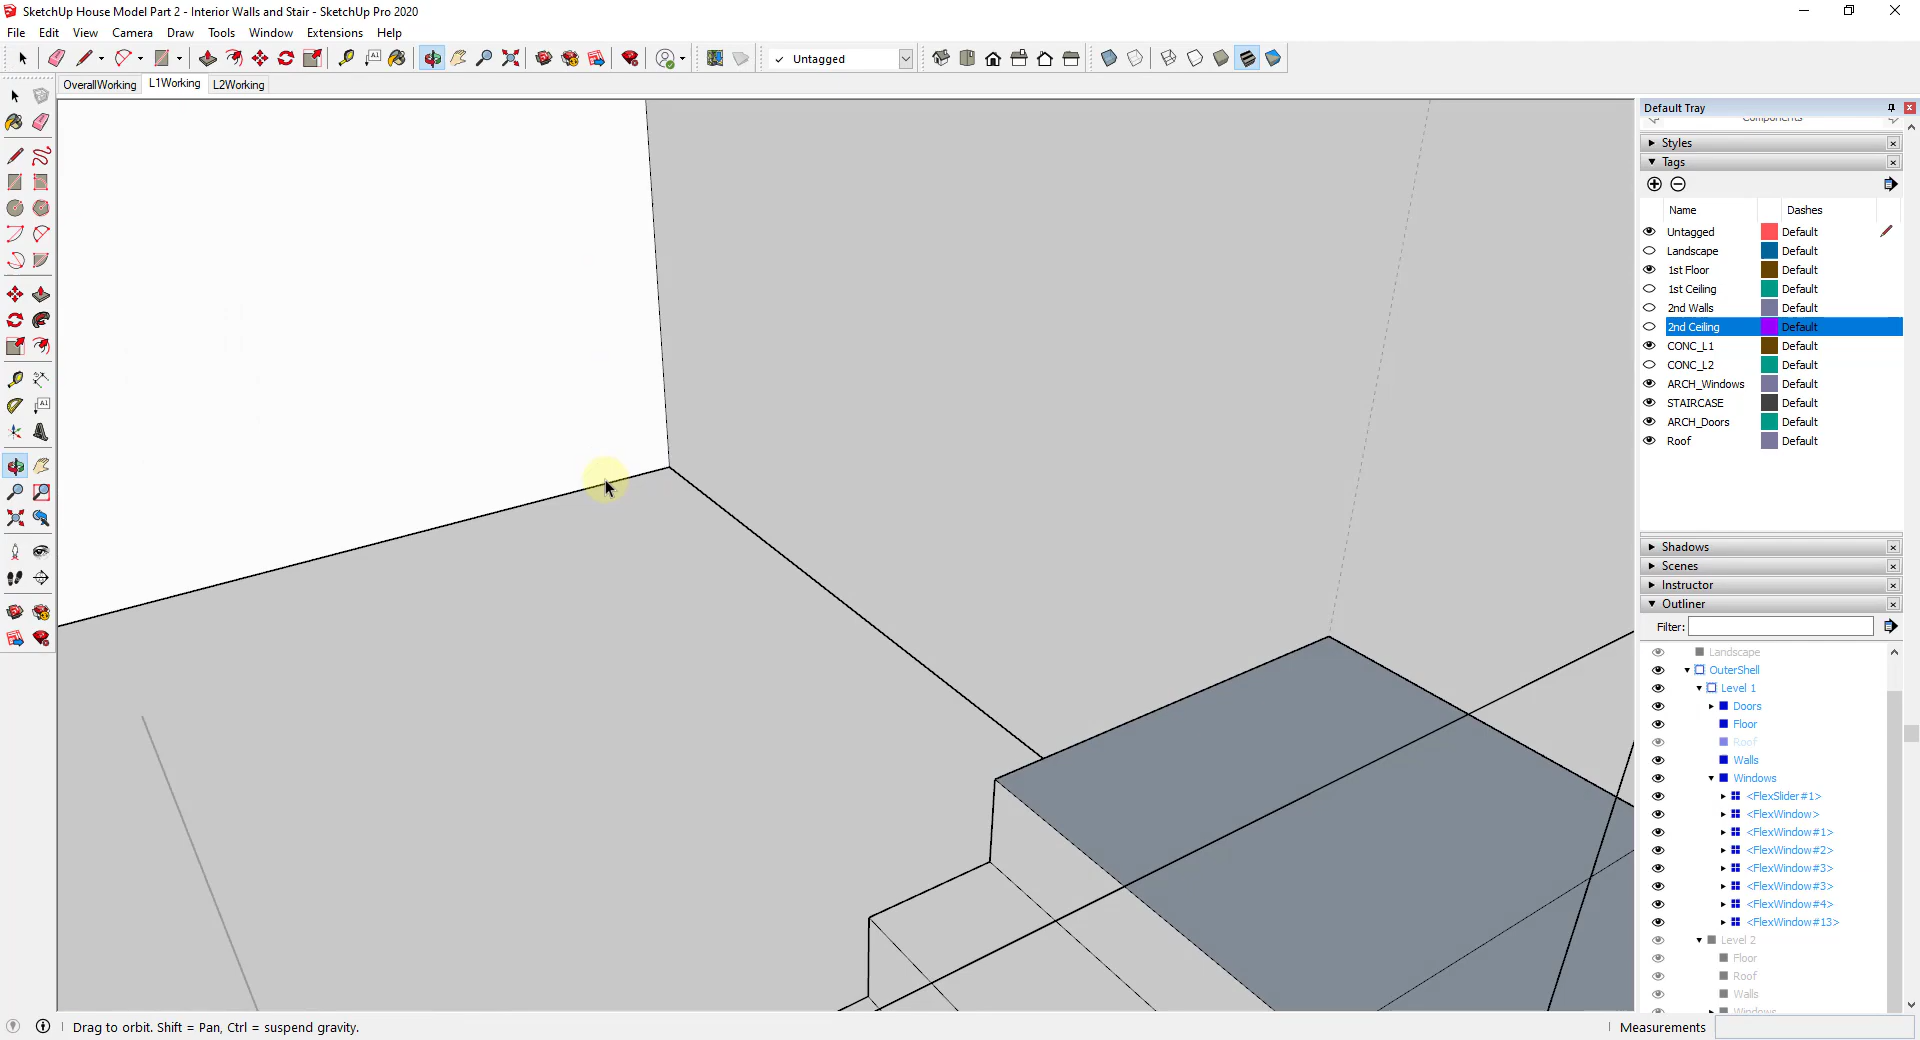 SketchUp House Model Part 2 - Interior Walls and Stair - SketchUp Pro 2020
File Edit View Camera Draw Tools Window Extensions Help
✓ Untagged
OverallWorking L1Working L2Working
Default Tray
Components
Styles
Tags
Name Dashes
Untagged Default
Landscape Default
1st Floor Default
1st Ceiling Default
2nd Walls Default
2nd Ceiling Default
CONC_L1 Default
CONC_L2 Default
ARCH_Windows Default
STAIRCASE Default
ARCH_Doors Default
Roof Default
Shadows
Scenes
Instructor
Outliner
Filter:
Landscape
OuterShell
Level 1
Doors
Floor
Roof
Walls
Windows
<FlexSlider#1>
<FlexWindow>
<FlexWindow#1>
<FlexWindow#2>
<FlexWindow#3>
<FlexWindow#3>
<FlexWindow#4>
<FlexWindow#13>
Level 2
Floor
Roof
Walls
Windows
Drag to orbit. Shift = Pan, Ctrl = suspend gravity.
Measurements